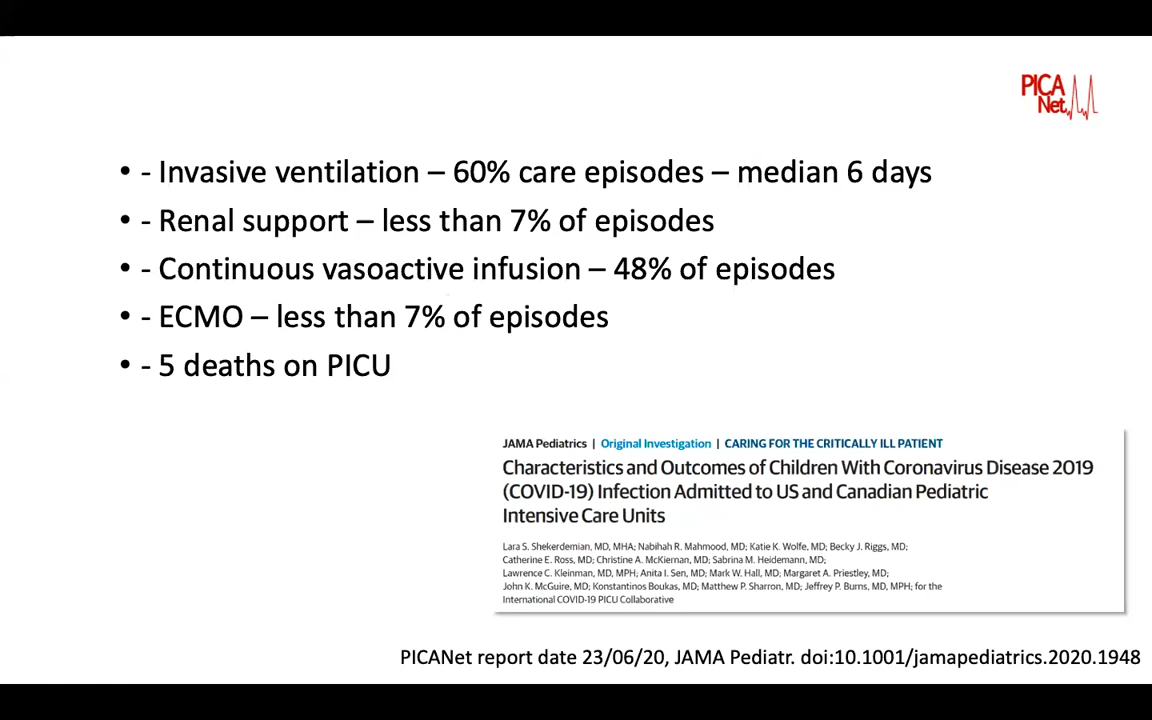 PICA
Net
• - Invasive ventilation – 60% care episodes – median 6 days
• - Renal support – less than 7% of episodes
• - Continuous vasoactive infusion – 48% of episodes
• - ECMO – less than 7% of episodes
• - 5 deaths on PICU
JAMA Pediatrics | Original Investigation | CARING FOR THE CRITICALLY ILL PATIENT
Characteristics and Outcomes of Children With Coronavirus Disease 2019
(COVID-19) Infection Admitted to US and Canadian Pediatric
Intensive Care Units
Lara S. Shekerdemian, MD, MHA; Nabihah R. Mahmood, MD; Katie K. Wolfe, MD; Becky J. Riggs, MD;
Catherine E. Ross, MD; Christine A. McKiernan, MD; Sabrina M. Heidemann, MD;
Lawrence C. Kleinman, MD, MPH; Anita I. Sen, MD; Mark W. Hall, MD; Margaret A. Priestley, MD;
John K. McGuire, MD; Konstantinos Boukas, MD; Matthew P. Sharron, MD; Jeffrey P. Burns, MD, MPH; for the
International COVID-19 PICU Collaborative
PICANet report date 23/06/20, JAMA Pediatr. doi:10.1001/jamapediatrics.2020.1948